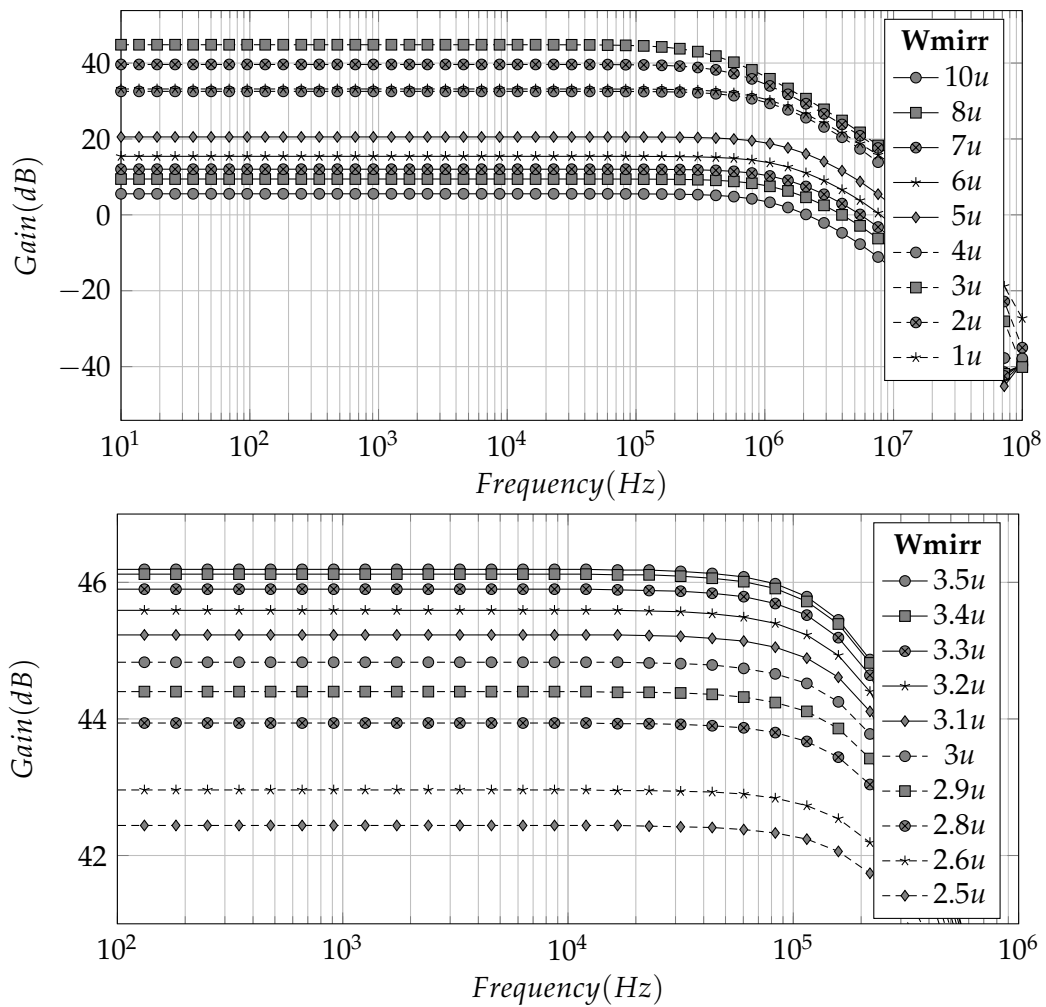 40
20
0
−20
−40
Gain(dB)
10^1
10^2
10^3
10^4
10^5
10^6
10^7
10^8
Frequency(Hz)
Wmirr
10u
8u
7u
6u
5u
4u
3u
2u
1u
46
44
42
Gain(dB)
10^2
10^3
10^4
10^5
10^6
Frequency(Hz)
Wmirr
3.5u
3.4u
3.3u
3.2u
3.1u
3u
2.9u
2.8u
2.6u
2.5u